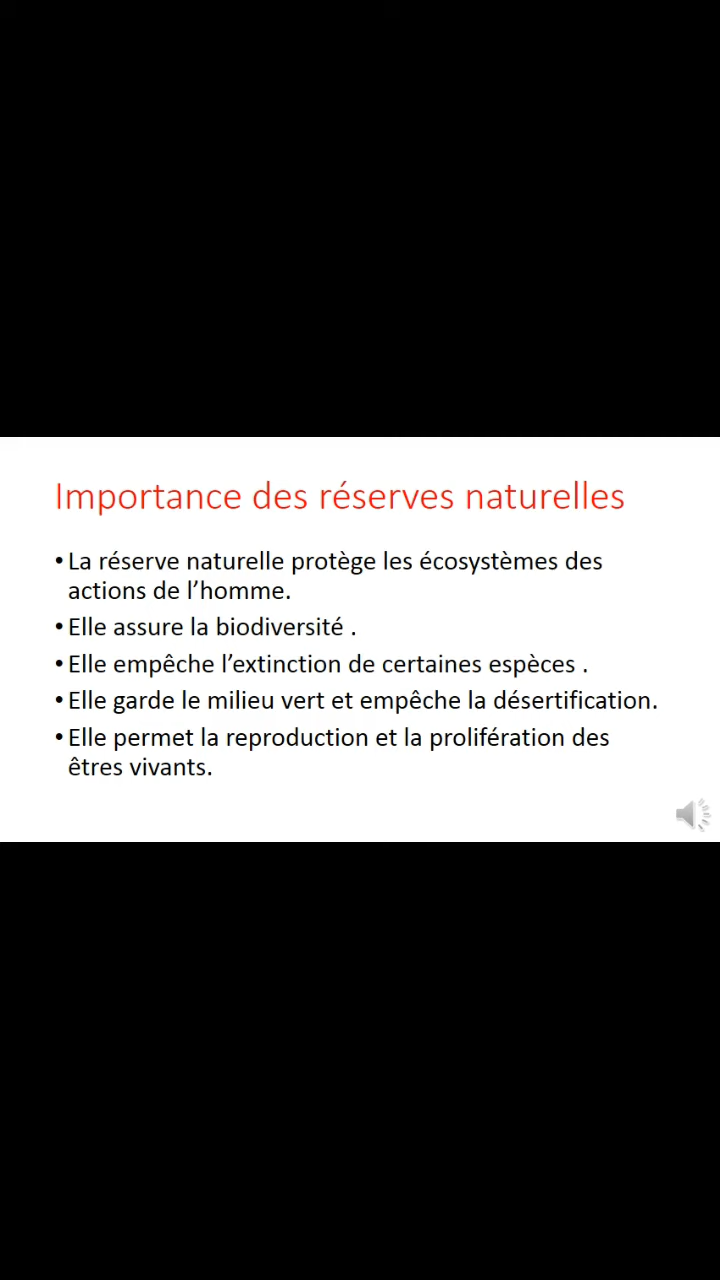 Importance des réserves naturelles
• La réserve naturelle protège les écosystèmes des
actions de l’homme.
• Elle assure la biodiversité .
• Elle empêche l’extinction de certaines espèces .
• Elle garde le milieu vert et empêche la désertification.
• Elle permet la reproduction et la prolifération des
êtres vivants.